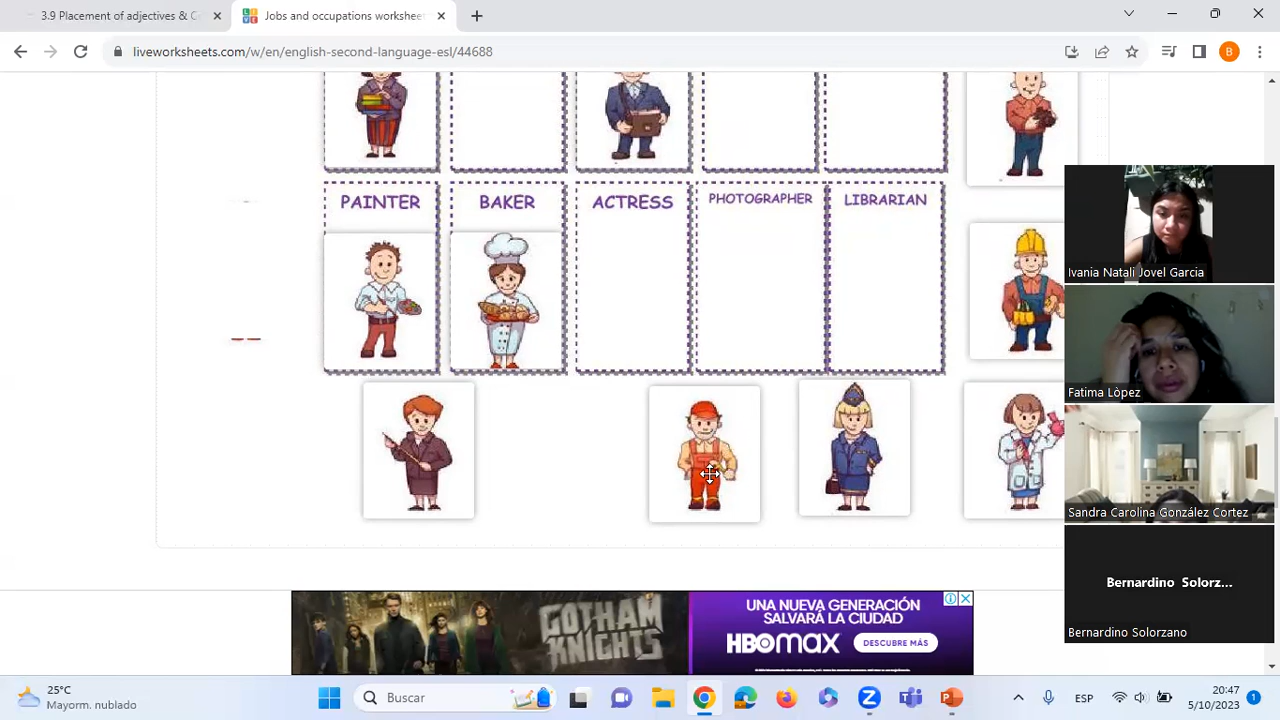 3.9 Placement of adjectives & C
Jobs and occupations workshee
liveworksheets.com/w/en/english-second-language-esl/44688
B
PAINTER
BAKER
ACTRESS
PHOTOGRAPHER
LIBRARIAN
Ivania Natali Jovel Garcia
Fatima Lòpez
Sandra Carolina González Cortez
Bernardino Solorz...
Bernardino Solorzano
GOTHAM
KNIGHTS
UNA NUEVA GENERACIÓN
SALVARÁ LA CIUDAD
HBOMAX
DESCUBRE MÁS
25°C
Mayorm. nublado
Buscar
ESP
20:47
5/10/2023
1